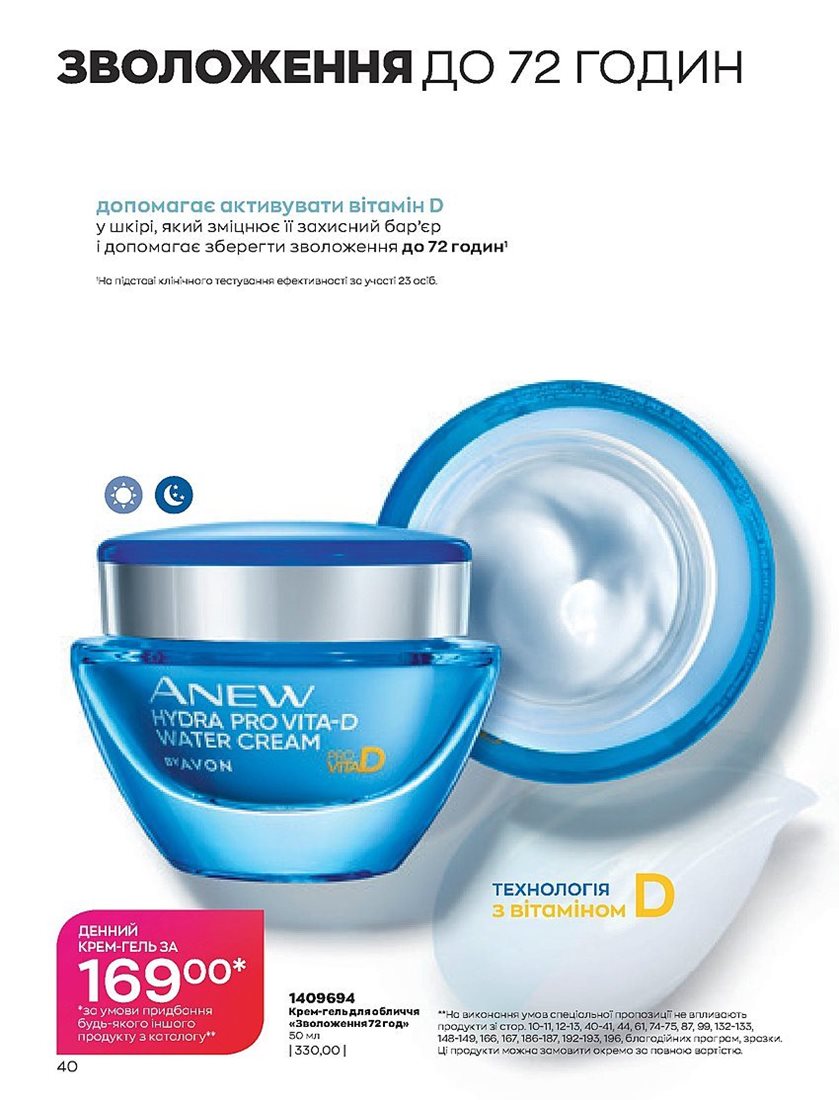 ЗВОЛОЖЕННЯ ДО 72 ГОДИН
допомагає активувати вітамін D
у шкірі, який зміцнює її захисний бар’єр
і допомагає зберегти зволоження до 72 годин¹
¹На підставі клінічного тестування ефективності за участі 23 осіб.
ANEW
HYDRA PRO VITA-D
WATER CREAM
BY AVON
PRO
VITA D
ТЕХНОЛОГІЯ
з вітаміном D
ДЕННИЙ
КРЕМ-ГЕЛЬ ЗА
169⁰⁰*
*за умови придбання
будь-якого іншого
продукту з каталогу**
1409694
Крем-гель для обличчя
«Зволоження 72 год»
50 мл
| 330,00 |
**На виконання умов спеціальної пропозиції не впливають
продукти зі стор. 10-11, 12-13, 40-41, 44, 61, 74-75, 87, 99, 132-133,
148-149, 166, 167, 186-187, 192-193, 196, благодійних програм, зразки.
Ці продукти можна замовити окремо за повною вартістю.
40